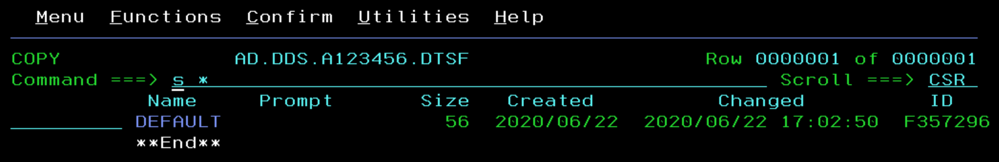 Menu Functions Confirm Utilities Help
COPY AD.DDS.A123456.DTSF Row 0000001 of 0000001
Command ===> s * Scroll ===> CSR
Name Prompt Size Created Changed ID
DEFAULT 56 2020/06/22 2020/06/22 17:02:50 F357296
**End**